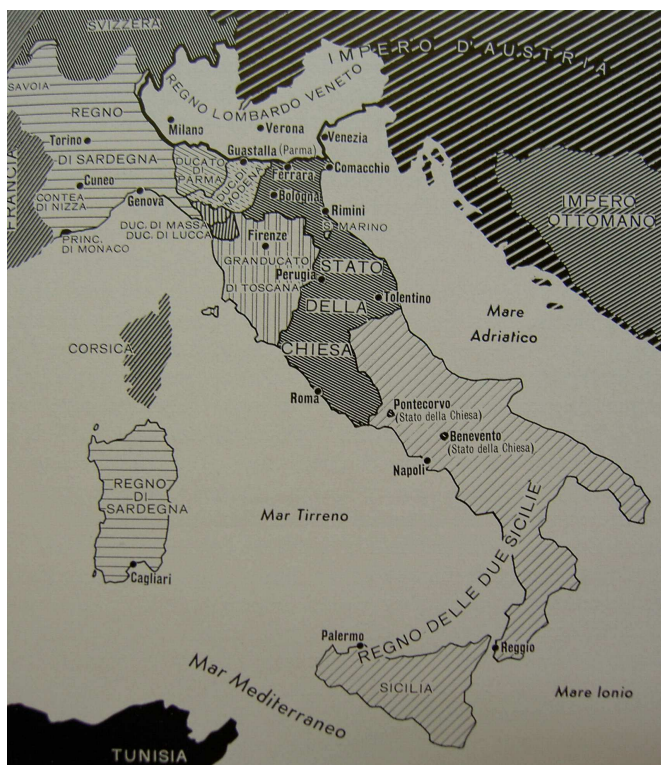 SVIZZERA
IMPERO D'AUSTRIA
SAVOIA
REGNO LOMBARDO VENETO
REGNO
Milano
Verona
Venezia
Torino
Guastalla (Parma)
DI SARDEGNA
DUCATO
DI
PARMA
DUC. DI
MODENA
Ferrara
Comacchio
FRANCIA
Cuneo
Bologna
IMPERO
OTTOMANO
CONTEA
DI NIZZA
Genova
Rimini
S. MARINO
DUC. DI MASSA
DUC. DI LUCCA
PRINC.
DI MONACO
Firenze
GRANDUCATO
DI TOSCANA
STATO
Perugia
DELLA
Tolentino
Mare
Adriatico
CORSICA
CHIESA
Roma
Pontecorvo
(Stato della Chiesa)
Benevento
(Stato della Chiesa)
Napoli
REGNO
DI
SARDEGNA
Mar Tirreno
REGNO DELLE DUE SICILIE
Cagliari
Palermo
Reggio
Mar Mediterraneo
SICILIA
Mare Ionio
TUNISIA